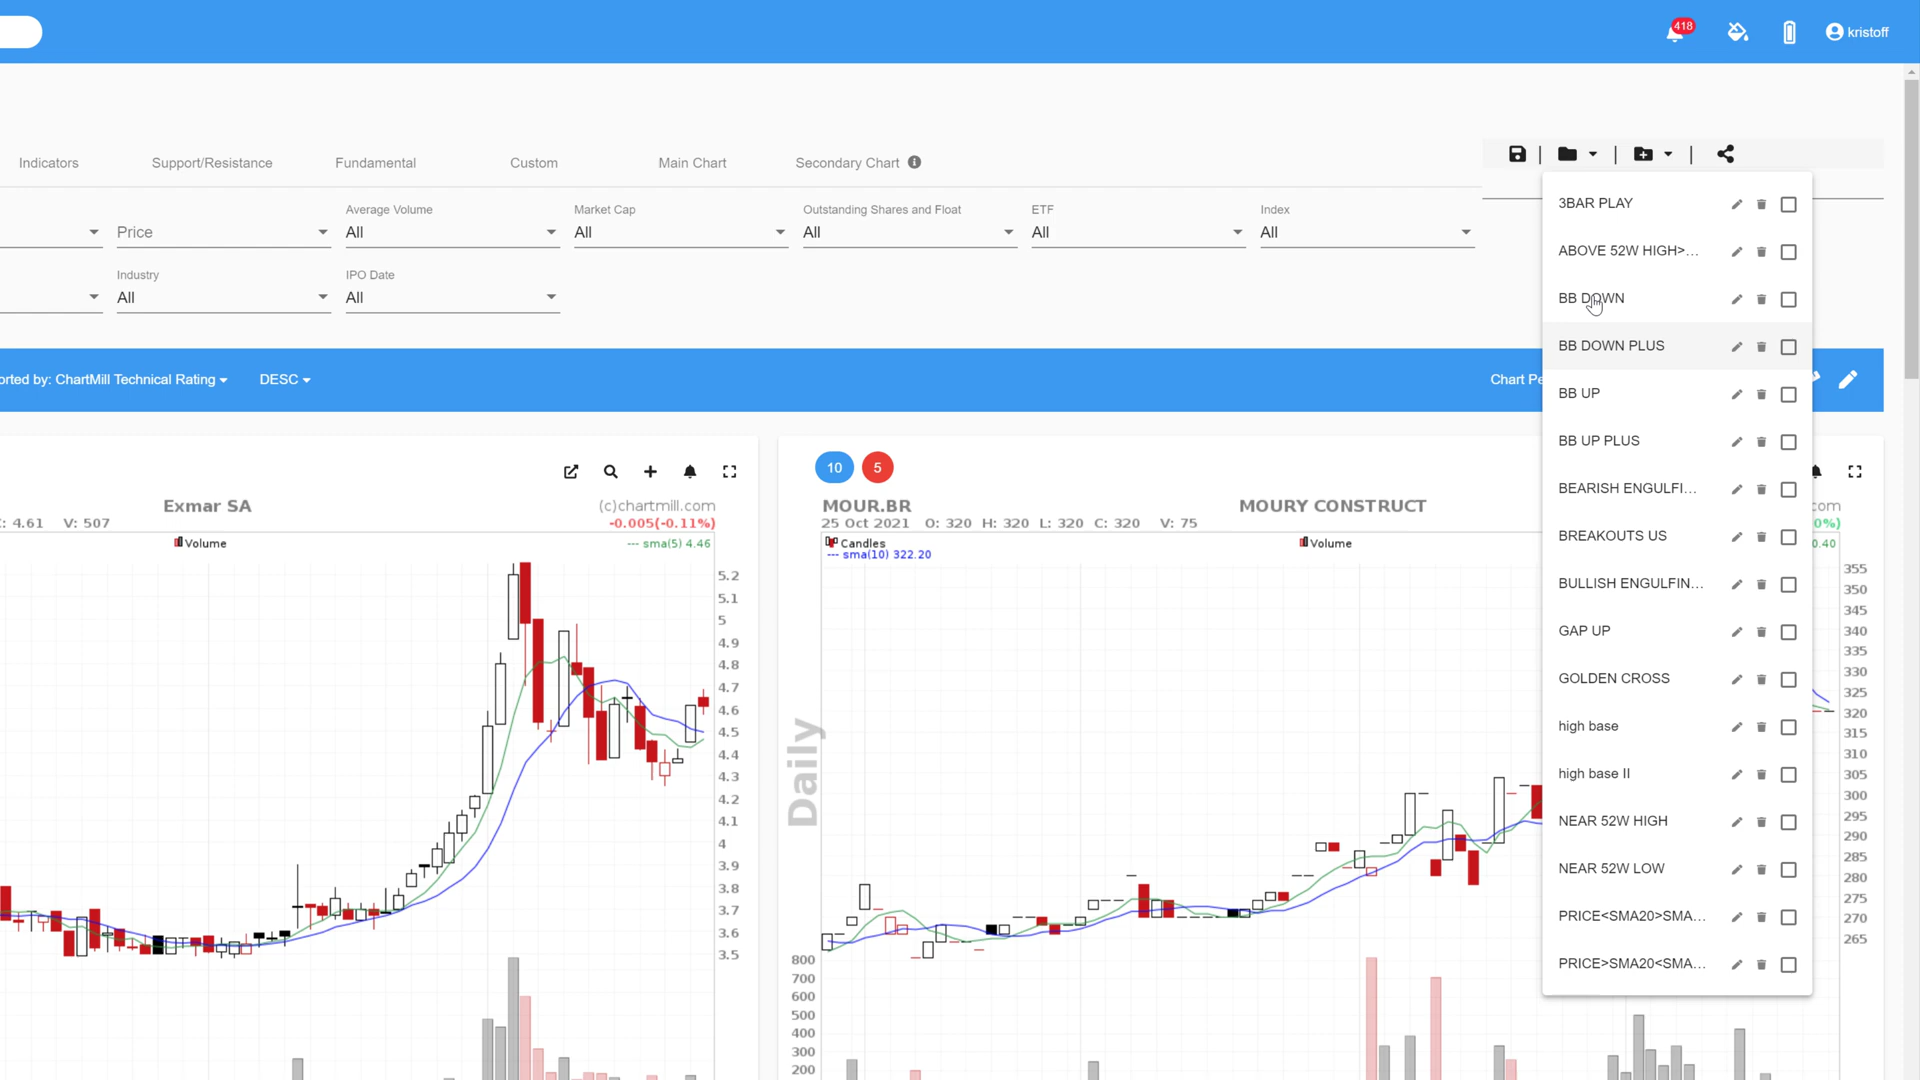 418
kristoff
Indicators Support/Resistance Fundamental Custom Main Chart Secondary Chart
Average Volume Market Cap Outstanding Shares and Float ETF Index
Price All All All All All
Industry IPO Date
All All
orted by: ChartMill Technical Rating DESC Chart Pe
3BAR PLAY
ABOVE 52W HIGH>...
BB DOWN
BB DOWN PLUS
BB UP
BB UP PLUS
BEARISH ENGULFI...
BREAKOUTS US
BULLISH ENGULFIN...
GAP UP
GOLDEN CROSS
high base
high base II
NEAR 52W HIGH
NEAR 52W LOW
PRICE<SMA20>SMA...
PRICE>SMA20<SMA...
Exmar SA (c)chartmill.com
: 4.61 V: 507 -0.005(-0.11%)
Volume --- sma(5) 4.46
5.2
5.1
5
4.9
4.8
4.7
4.6
4.5
4.4
4.3
4.2
4.1
4
3.9
3.8
3.7
3.6
3.5
10 5
MOUR.BR MOURY CONSTRUCT com
25 Oct 2021 O: 320 H: 320 L: 320 C: 320 V: 75 0%)
Candles Volume 0.40
--- sma(10) 322.20
Daily
355
350
345
340
335
330
325
320
315
310
305
300
295
290
285
280
275
270
265
800
700
600
500
400
300
200